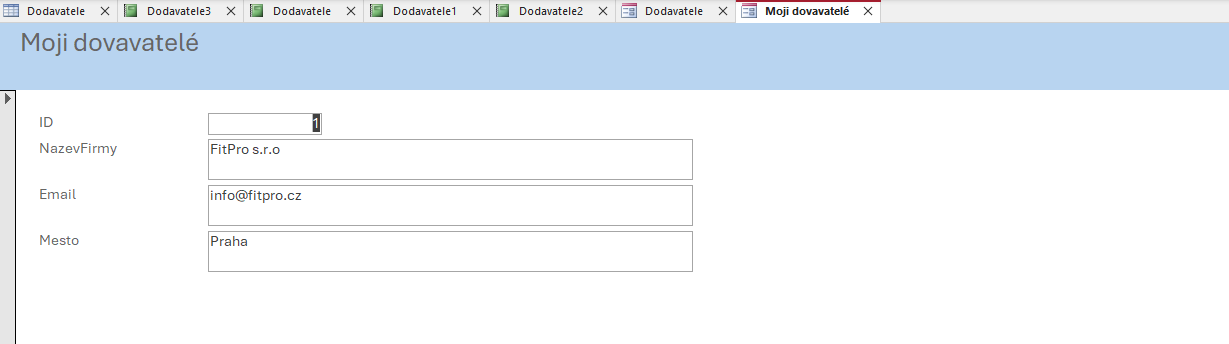 Dodavatele Dodavatele3 Dodavatele Dodavatele1 Dodavatele2 Dodavatele Moji dovavatelé
Moji dovavatelé
ID 1
NazevFirmy FitPro s.r.o
Email info@fitpro.cz
Mesto Praha